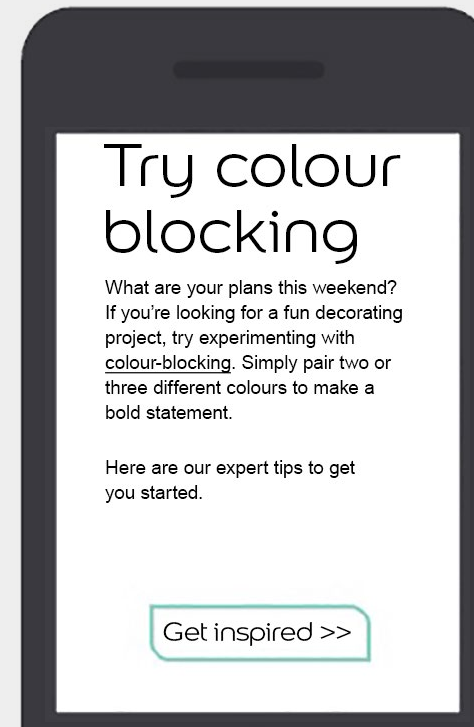 Try colour
blocking
What are your plans this weekend?
If you’re looking for a fun decorating
project, try experimenting with
colour-blocking. Simply pair two or
three different colours to make a
bold statement.
Here are our expert tips to get
you started.
Get inspired >>